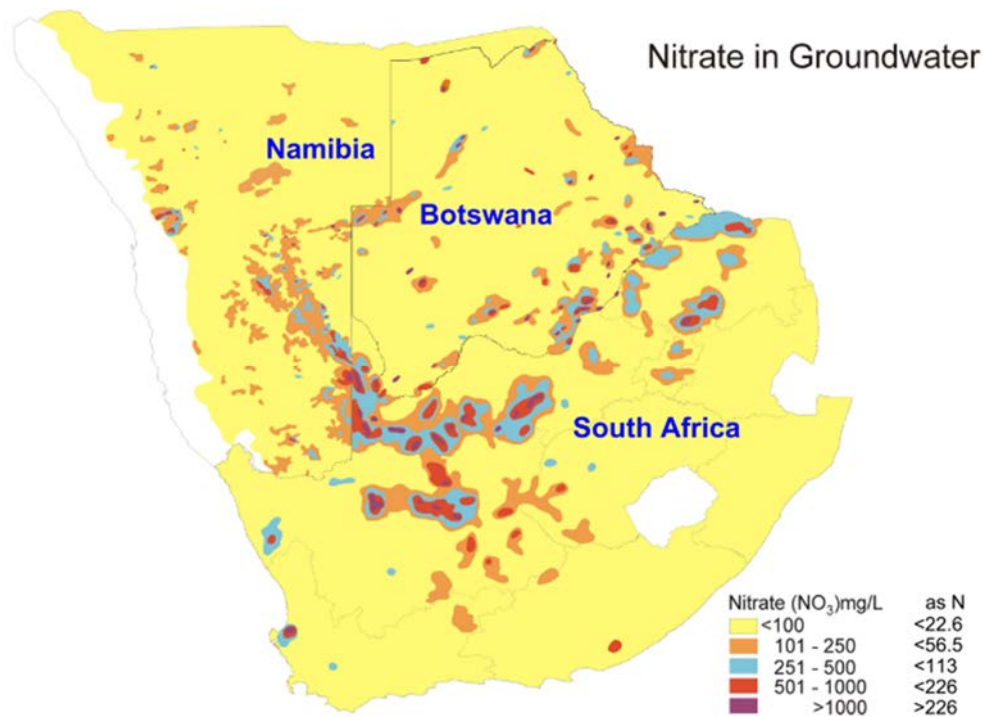 Nitrate in Groundwater
Namibia
Botswana
South Africa
Nitrate (NO₃)mg/L as N
<100 <22.6
101 - 250 <56.5
251 - 500 <113
501 - 1000 <226
>1000 >226